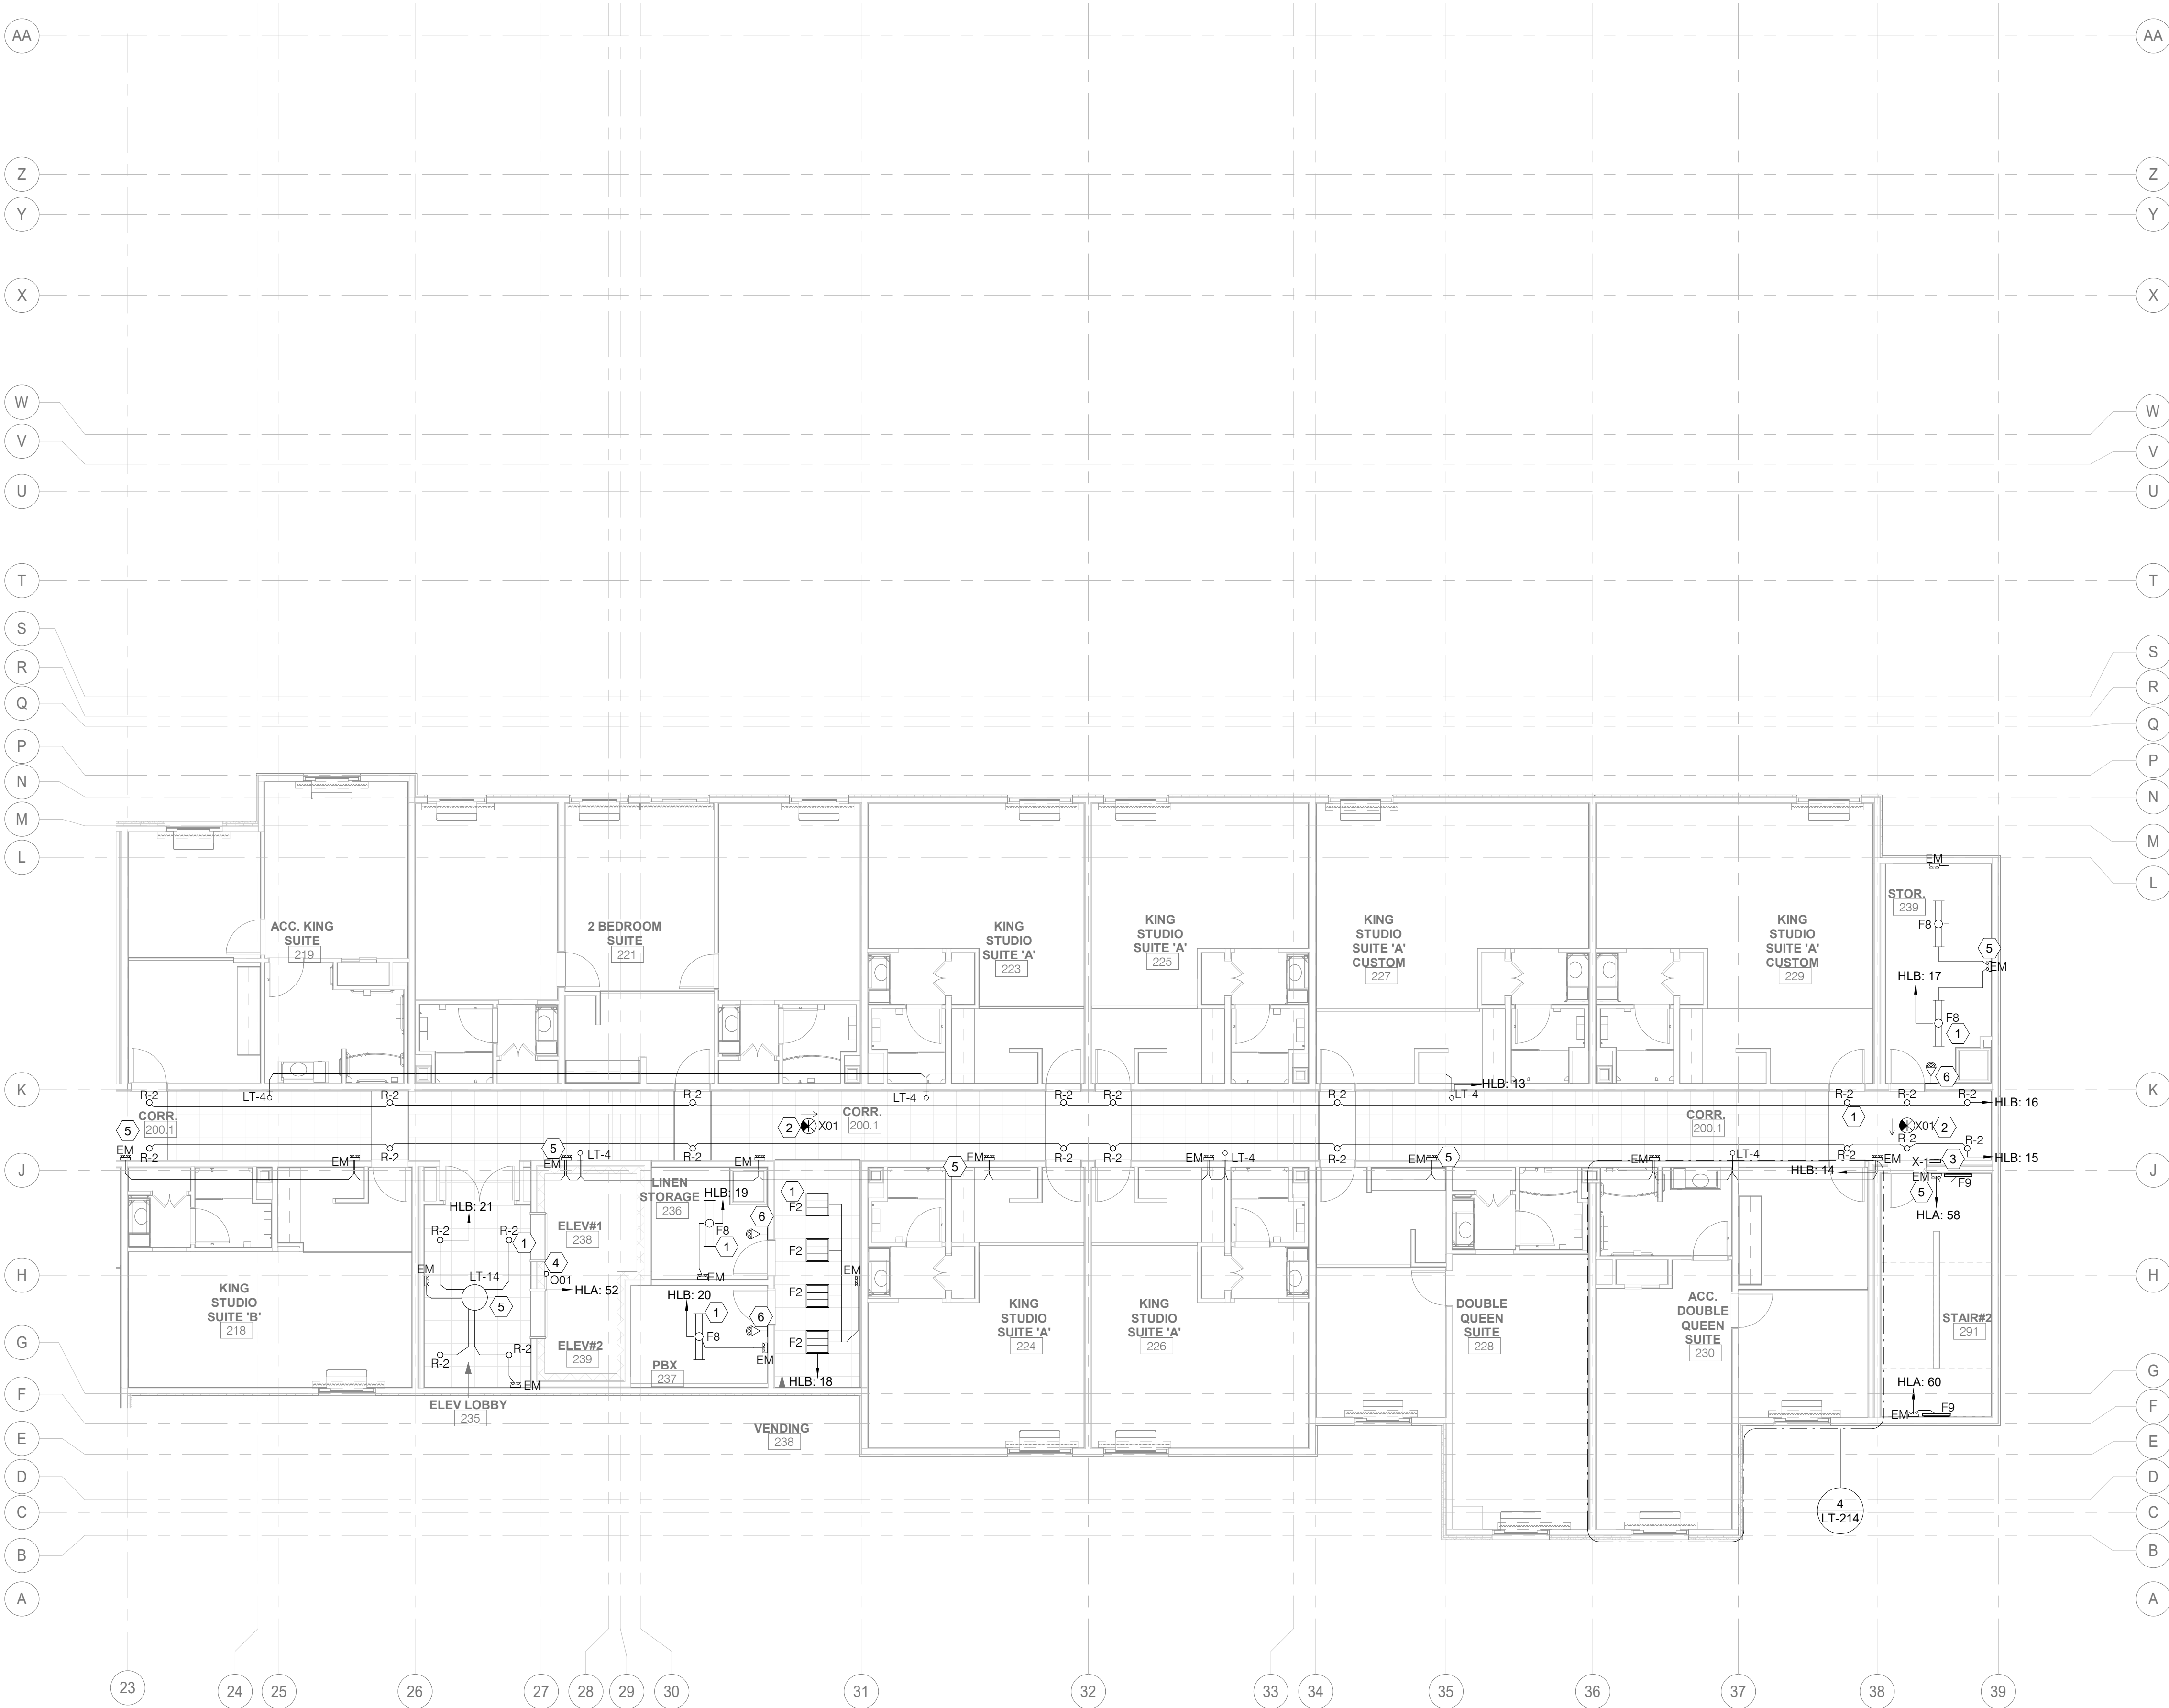 AA
AA
Z
Z
Y
Y
X
X
W
W
V
V
U
U
T
T
S
S
R
R
Q
Q
P
P
N
N
M
M
L
L
EM
STOR.
239
F8
5
EM
HLB: 17
F8
1
6
ACC. KING
SUITE
219
2 BEDROOM
SUITE
221
KING
STUDIO
SUITE 'A'
223
KING
STUDIO
SUITE 'A'
225
KING
STUDIO
SUITE 'A'
CUSTOM
227
KING
STUDIO
SUITE 'A'
CUSTOM
229
K
K
HLB: 13
R-2
LT-4
R-2
R-2
LT-4
R-2
R-2
R-2
LT-4
R-2
R-2
R-2
HLB: 16
CORR.
200.1
CORR.
200.1
CORR.
200.1
1
5
2
X01
X01
2
EM
R-2
R-2
R-2
R-2
R-2
R-2
R-2
R-2
R-2
HLB: 15
J
J
EM
5
EM
LT-4
EM
5
EM
EM
LT-4
EM
5
EM
LT-4
EM
X-1
3
HLB: 14
EM
F9
5
HLA: 58
LINEN
STORAGE
236
HLB: 19
F8
1
6
EM
1
F2
F2
F2
F2
EM
HLB: 18
HLB: 21
R-2
R-2
1
ELEV#1
238
4
O01
HLA: 52
EM
LT-14
5
R-2
R-2
EM
ELEV#2
239
HLB: 20
1
F8
6
EM
PBX
237
H
H
KING
STUDIO
SUITE 'B'
218
KING
STUDIO
SUITE 'A'
224
KING
STUDIO
SUITE 'A'
226
DOUBLE
QUEEN
SUITE
228
ACC.
DOUBLE
QUEEN
SUITE
230
STAIR#2
291
G
G
HLA: 60
EM
F9
F
F
ELEV LOBBY
235
VENDING
238
E
E
D
D
4
LT-214
C
C
B
B
A
A
23
24
25
26
27
28
29
30
31
32
33
34
35
36
37
38
39